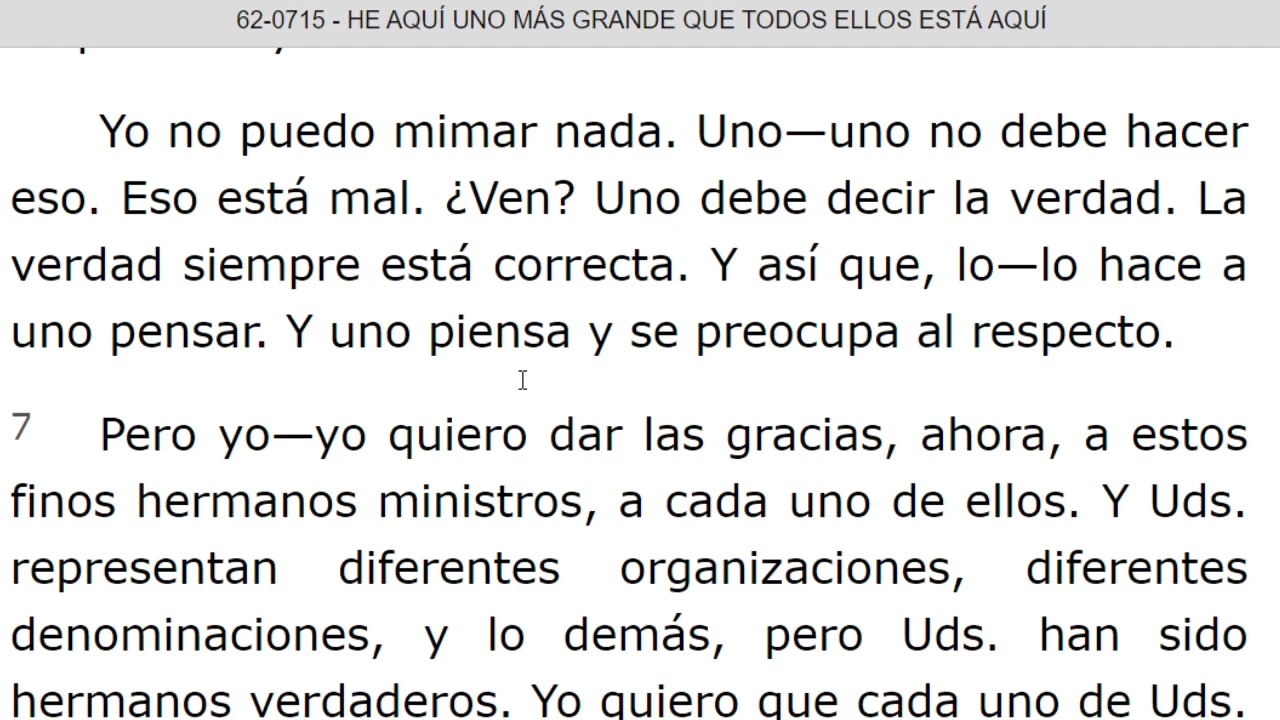 62-0715 - HE AQUÍ UNO MÁS GRANDE QUE TODOS ELLOS ESTÁ AQUÍ
Yo no puedo mimar nada. Uno—uno no debe hacer
eso. Eso está mal. ¿Ven? Uno debe decir la verdad. La
verdad siempre está correcta. Y así que, lo—lo hace a
uno pensar. Y uno piensa y se preocupa al respecto.
7 Pero yo—yo quiero dar las gracias, ahora, a estos
finos hermanos ministros, a cada uno de ellos. Y Uds.
representan diferentes organizaciones, diferentes
denominaciones, y lo demás, pero Uds. han sido
hermanos verdaderos. Yo quiero que cada uno de Uds.